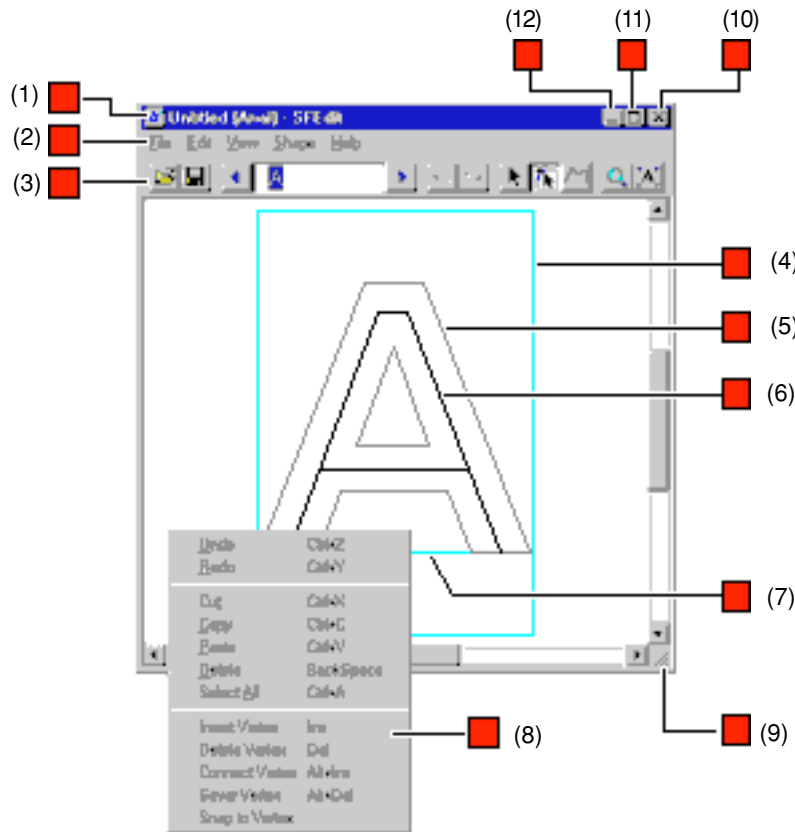 (12) (11) (10)
(1) Untitled (Arial) - SFEdit
(2) File Edit View Shape Help
(3) A A
(4)
(5)
(6)
Undo Ctrl+Z
Redo Ctrl+Y
(7)
Cut Ctrl+X
Copy Ctrl+C
Paste Ctrl+V
Delete BackSpace
Select All Ctrl+A
Insert Vertex Ins
(8) (9)
Delete Vertex Del
Connect Vertex Alt+Ins
Sever Vertex Alt+Del
Snap to Vertex